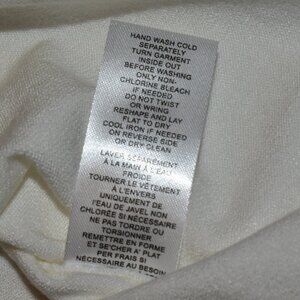 HAND WASH COLD
SEPARATELY
TURN GARMENT
INSIDE OUT
BEFORE WASHING
ONLY NON-
CHLORINE BLEACH
IF NEEDED
DO NOT TWIST
OR WRING
RESHAPE AND LAY
FLAT TO DRY
COOL IRON IF NEEDED
ON REVERSE SIDE
OR DRY CLEAN
LAVER SEPARÉMENT
À LA MAIN À L'EAU
FROIDE
TOURNER LE VÊTEMENT
À L'ENVERS
UNIQUEMENT DE
L'EAU DE JAVEL NON
CHLORÉE SI NÉCESSAIRE
NE PAS TORDRE OU
TORSIONNER
REMETTRE EN FORME
ET SÉCHER A' PLAT
PER FRAIS SI
NÉCESSAIRE AU BESOIN